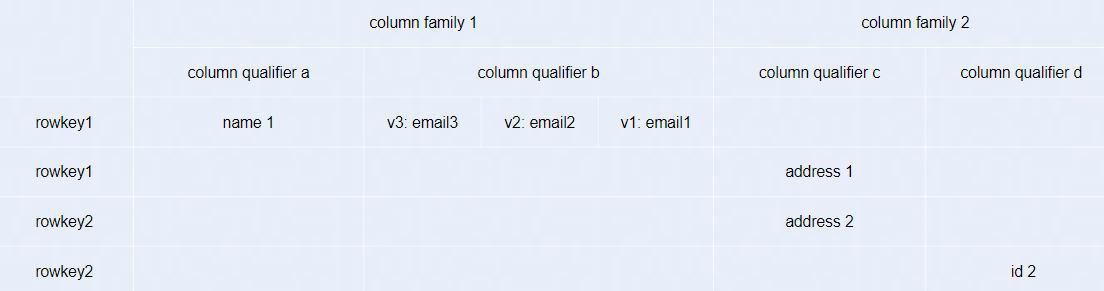 column family 1 column family 2
column qualifier a column qualifier b column qualifier c column qualifier d
rowkey1 name 1 v3: email3 v2: email2 v1: email1
rowkey1 address 1
rowkey2 address 2
rowkey2 id 2